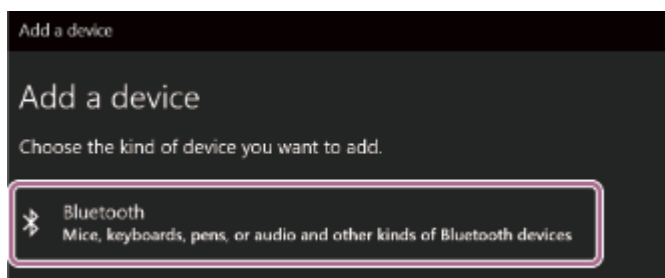 Add a device
Add a device
Choose the kind of device you want to add.
Bluetooth
Mice, keyboards, pens, or audio and other kinds of Bluetooth devices